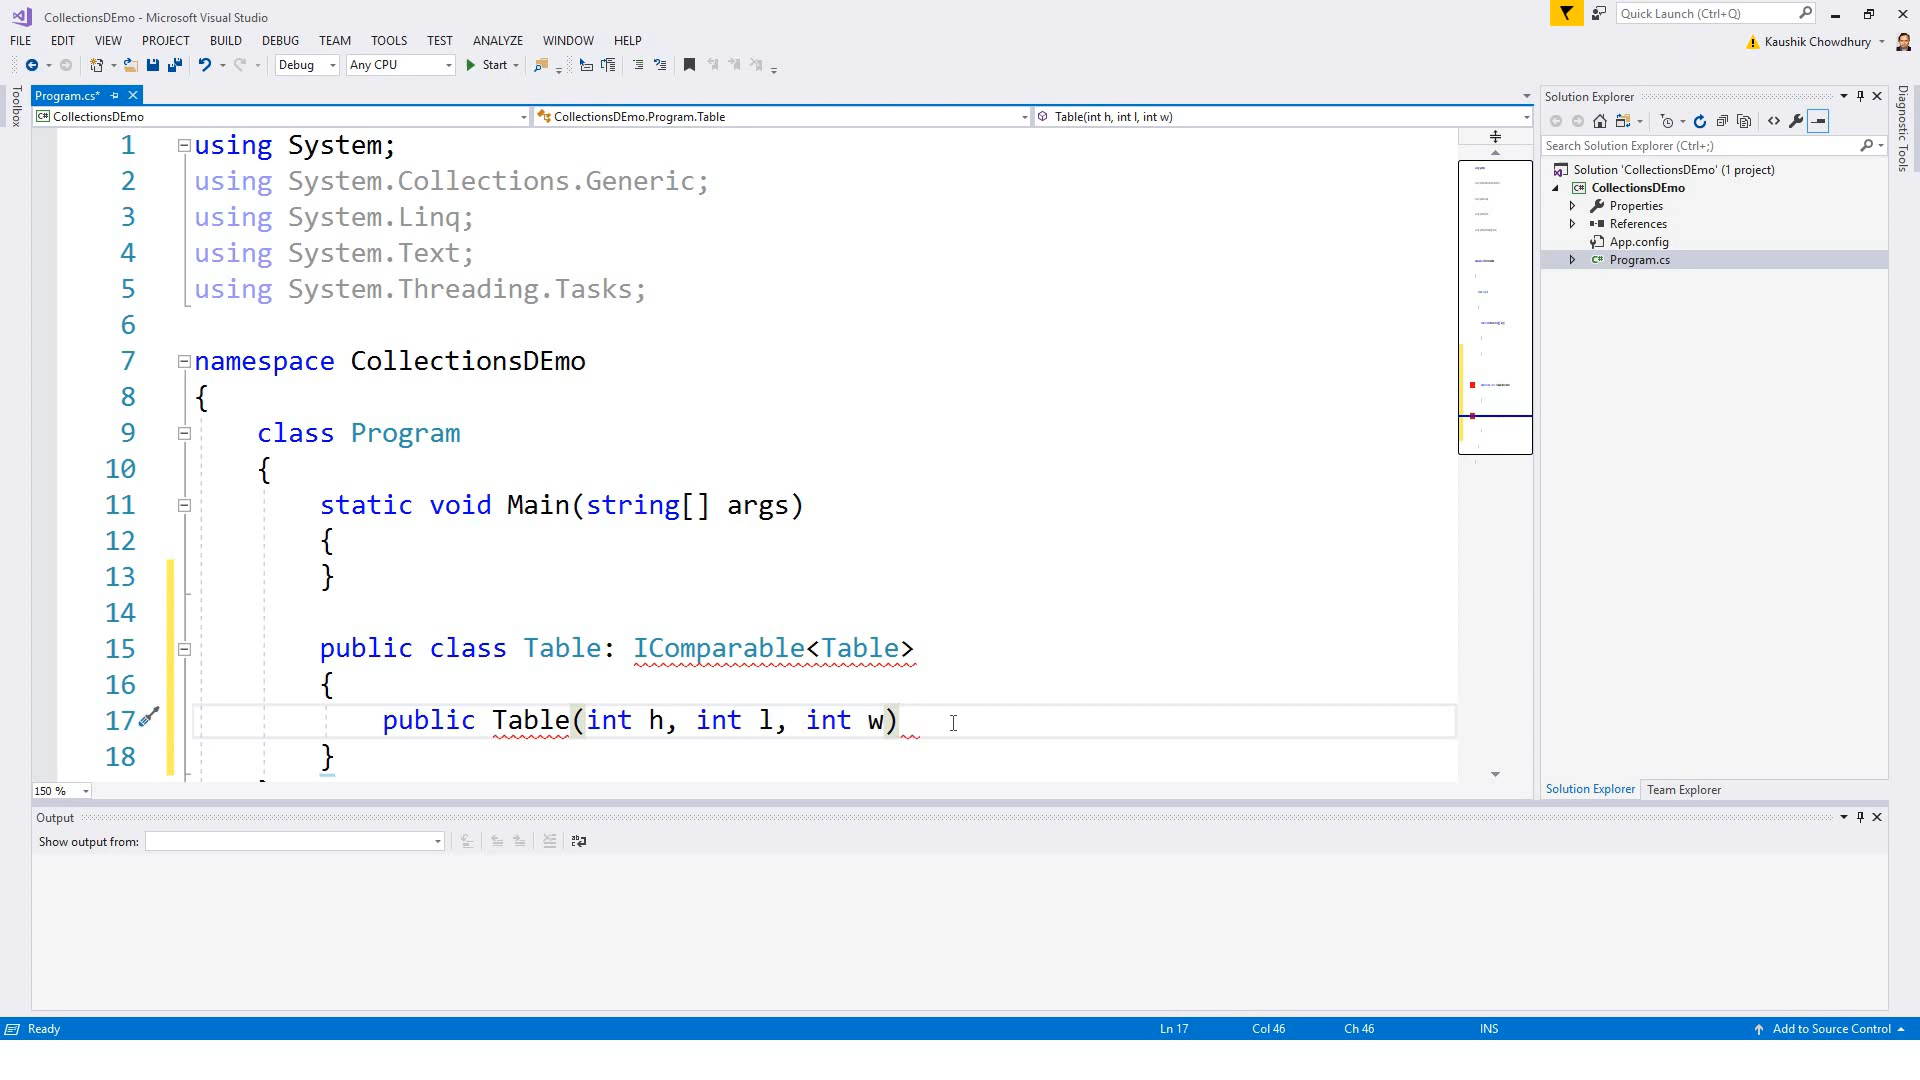 CollectionsDEmo - Microsoft Visual Studio
Quick Launch (Ctrl+Q)
FILE EDIT VIEW PROJECT BUILD DEBUG TEAM TOOLS TEST ANALYZE WINDOW HELP
Kaushik Chowdhury
Debug Any CPU Start
Toolbox
Program.cs*
CollectionsDEmo
CollectionsDEmo.Program.Table
Table(int h, int l, int w)
1 using System;
2 using System.Collections.Generic;
3 using System.Linq;
4 using System.Text;
5 using System.Threading.Tasks;
6
7 namespace CollectionsDEmo
8 {
9 class Program
10 {
11 static void Main(string[] args)
12 {
13 }
14
15 public class Table: IComparable<Table>
16 {
17 public Table(int h, int l, int w)
18 }
150 %
Solution Explorer
Search Solution Explorer (Ctrl+;)
Solution 'CollectionsDEmo' (1 project)
C# CollectionsDEmo
Properties
References
App.config
C# Program.cs
Solution Explorer Team Explorer
Diagnostic Tools
Output
Show output from:
Ready
Ln 17 Col 46 Ch 46 INS
Add to Source Control